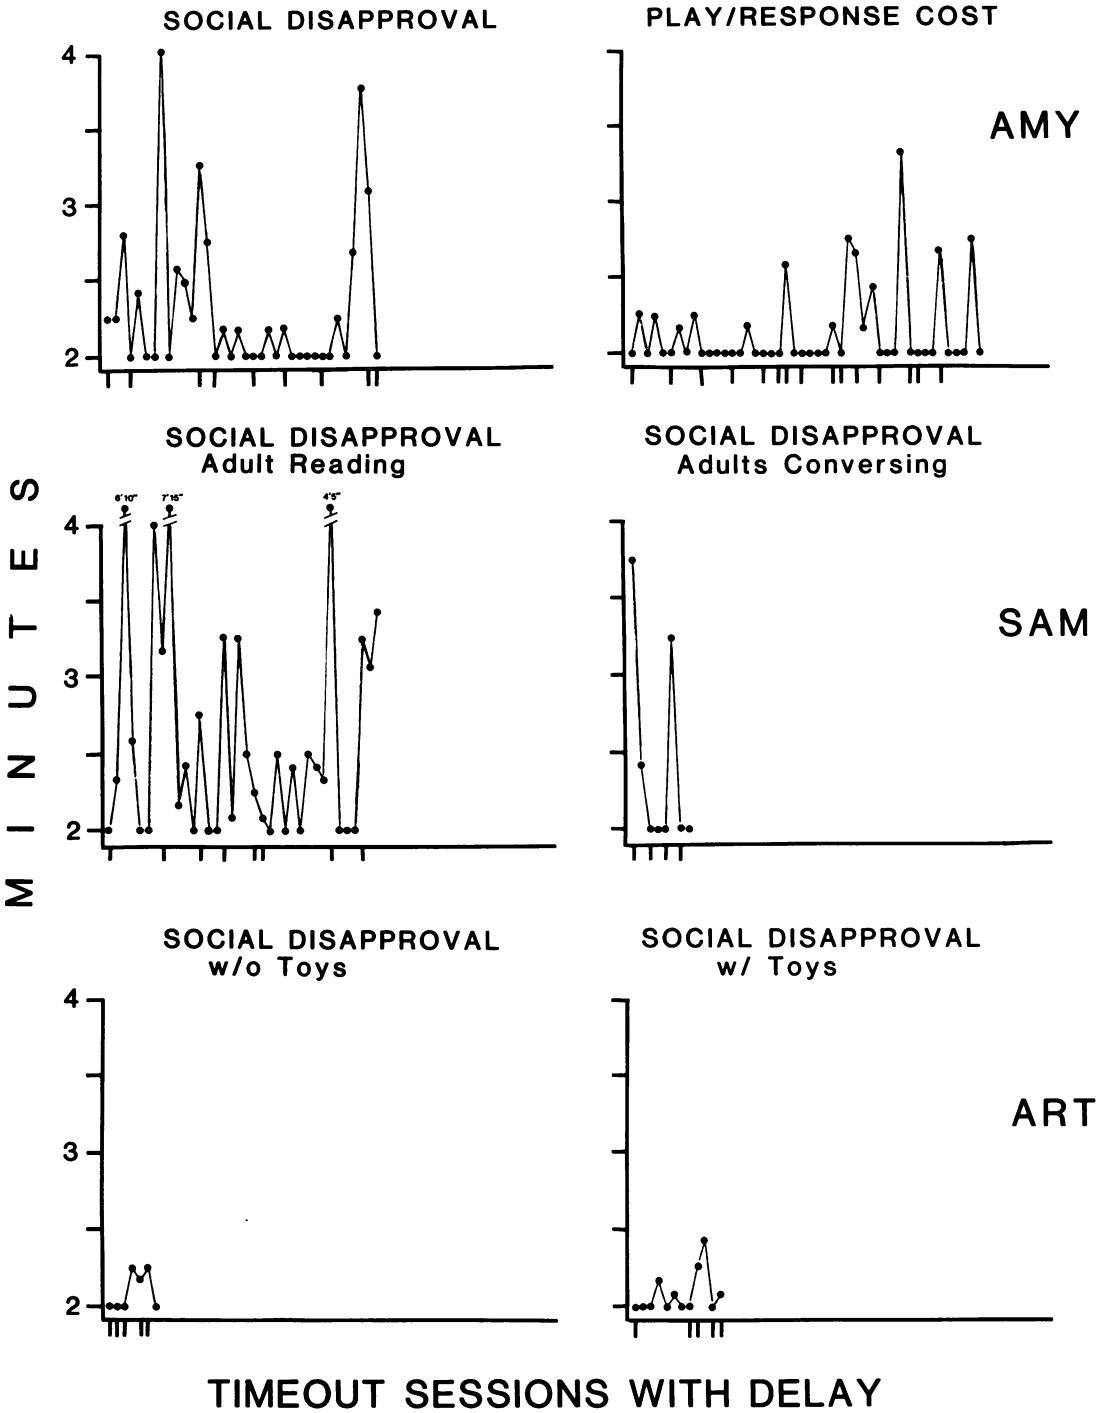 SOCIAL DISAPPROVAL
PLAY/RESPONSE COST
4
3
2
AMY
SOCIAL DISAPPROVAL
Adult Reading
SOCIAL DISAPPROVAL
Adults Conversing
6'10"
7'15"
4'5"
4
3
2
SAM
MINUTES
SOCIAL DISAPPROVAL
w/o Toys
SOCIAL DISAPPROVAL
w/ Toys
4
3
2
ART
TIMEOUT SESSIONS WITH DELAY